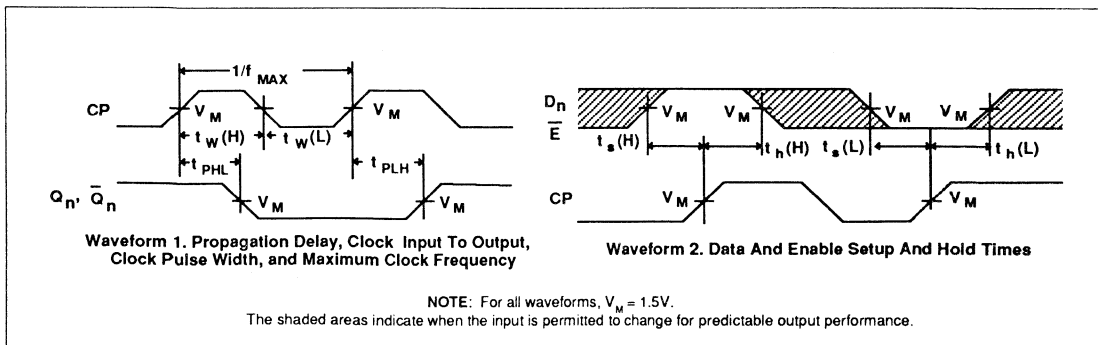 1/f MAX
CP
V M
V M
V M
t W (H)
t W (L)
t PHL
t PLH
Q n, Q̅ n
V M
V M
Waveform 1. Propagation Delay, Clock Input To Output,
Clock Pulse Width, and Maximum Clock Frequency
D n
E̅
V M
V M
V M
V M
t s (H)
t h (H)
t s (L)
t h (L)
CP
V M
V M
Waveform 2. Data And Enable Setup And Hold Times
NOTE: For all waveforms, V M = 1.5V.
The shaded areas indicate when the input is permitted to change for predictable output performance.